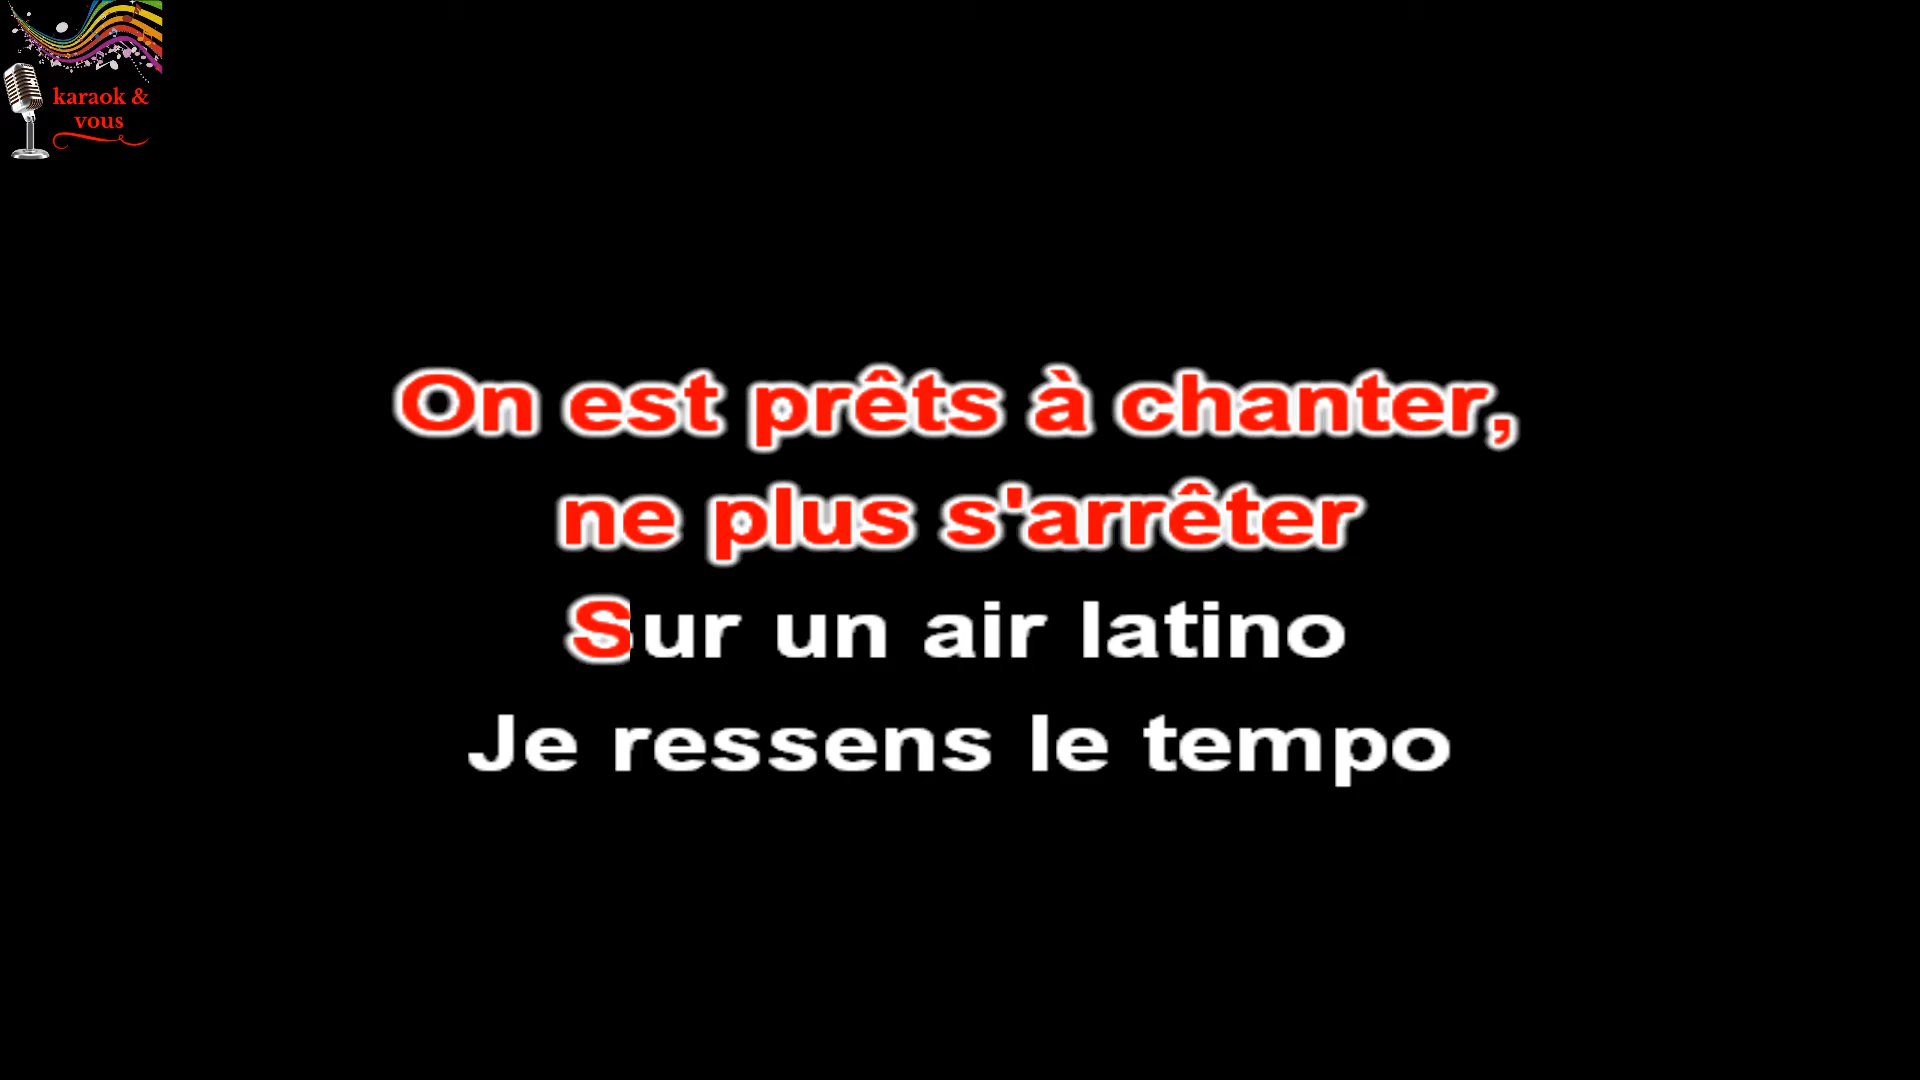 karaok &
vous
On est prêts à chanter,
ne plus s'arrêter
Sur un air latino
Je ressens le tempo